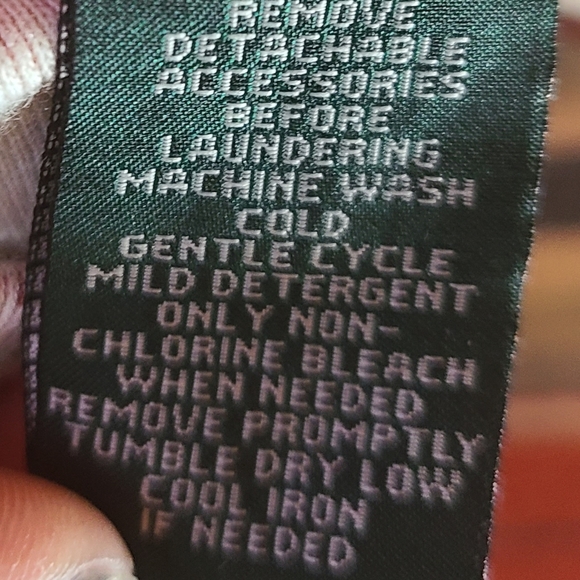 REMOVE
DETACHABLE
ACCESSORIES
BEFORE
LAUNDERING
MACHINE WASH
COLD
GENTLE CYCLE
MILD DETERGENT
ONLY NON-
CHLORINE BLEACH
WHEN NEEDED
REMOVE PROMPTLY
TUMBLE DRY LOW
COOL IRON
IF NEEDED